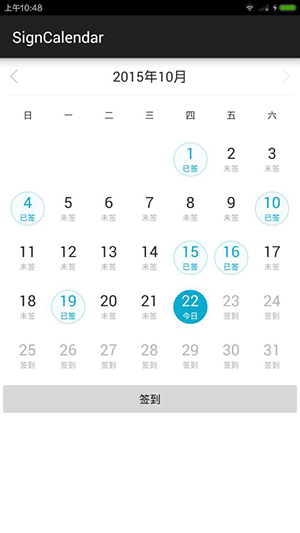 上午10:48
SignCalendar
2015年10月
日 一 二 三 四 五 六
1 2 3
已签 未签 未签
4 5 6 7 8 9 10
已签 未签 未签 未签 未签 未签 已签
11 12 13 14 15 16 17
未签 未签 未签 未签 已签 已签 未签
18 19 20 21 22 23 24
未签 已签 未签 未签 今日 签到 签到
25 26 27 28 29 30 31
签到 签到 签到 签到 签到 签到 签到
签到